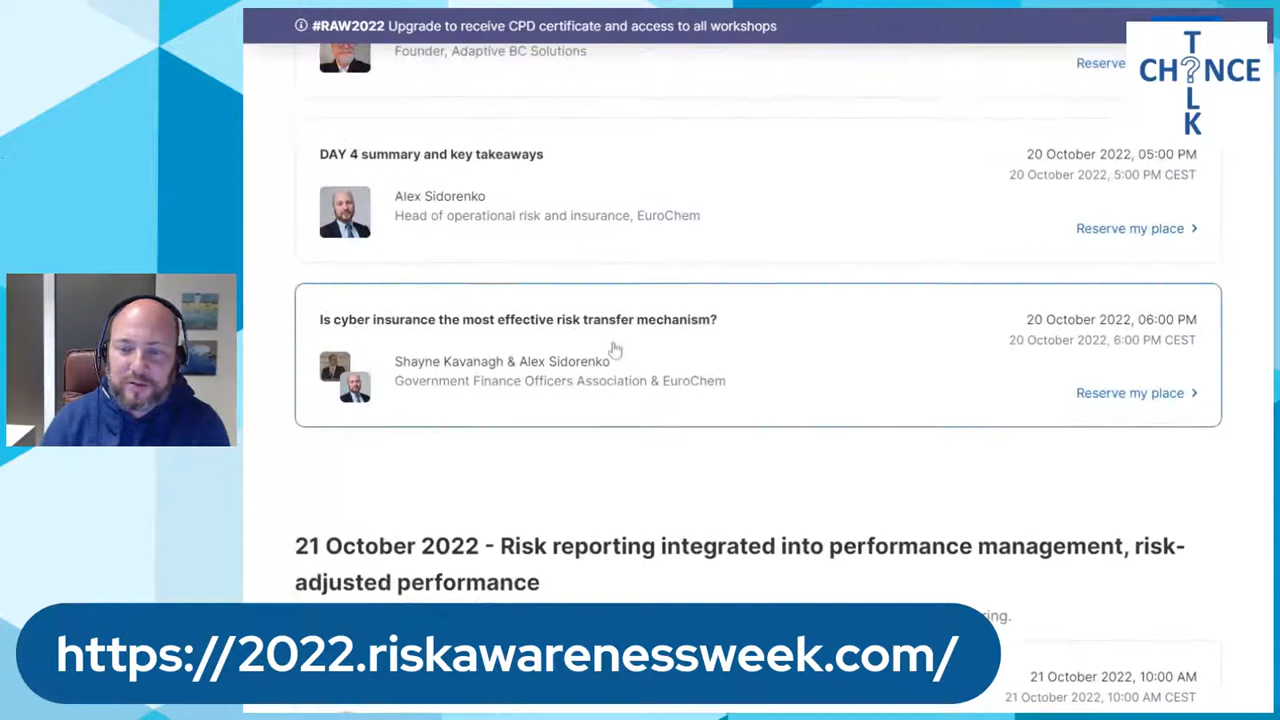 #RAW2022 Upgrade to receive CPD certificate and access to all workshops
Founder, Adaptive BC Solutions
Reserve
T
CH?NCE
L
K
DAY 4 summary and key takeaways
20 October 2022, 05:00 PM
20 October 2022, 5:00 PM CEST
Alex Sidorenko
Head of operational risk and insurance, EuroChem
Reserve my place
Is cyber insurance the most effective risk transfer mechanism?
20 October 2022, 06:00 PM
20 October 2022, 6:00 PM CEST
Shayne Kavanagh & Alex Sidorenko
Government Finance Officers Association & EuroChem
Reserve my place
21 October 2022 - Risk reporting integrated into performance management, risk-
adjusted performance
https://2022.riskawarenessweek.com/
21 October 2022, 10:00 AM
21 October 2022, 10:00 AM CEST